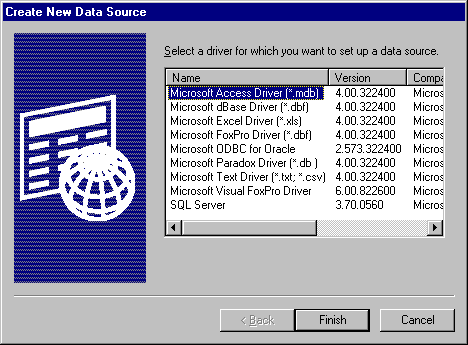 Create New Data Source
Select a driver for which you want to set up a data source.
Name Version Compa
Microsoft Access Driver (*.mdb) 4.00.322400 Micros
Microsoft dBase Driver (*.dbf) 4.00.322400 Micros
Microsoft Excel Driver (*.xls) 4.00.322400 Micros
Microsoft FoxPro Driver (*.dbf) 4.00.322400 Micros
Microsoft ODBC for Oracle 2.573.322400 Micros
Microsoft Paradox Driver (*.db ) 4.00.322400 Micros
Microsoft Text Driver (*.txt; *.csv) 4.00.322400 Micros
Microsoft Visual FoxPro Driver 6.00.822600 Micros
SQL Server 3.70.0560 Micros
< Back Finish Cancel